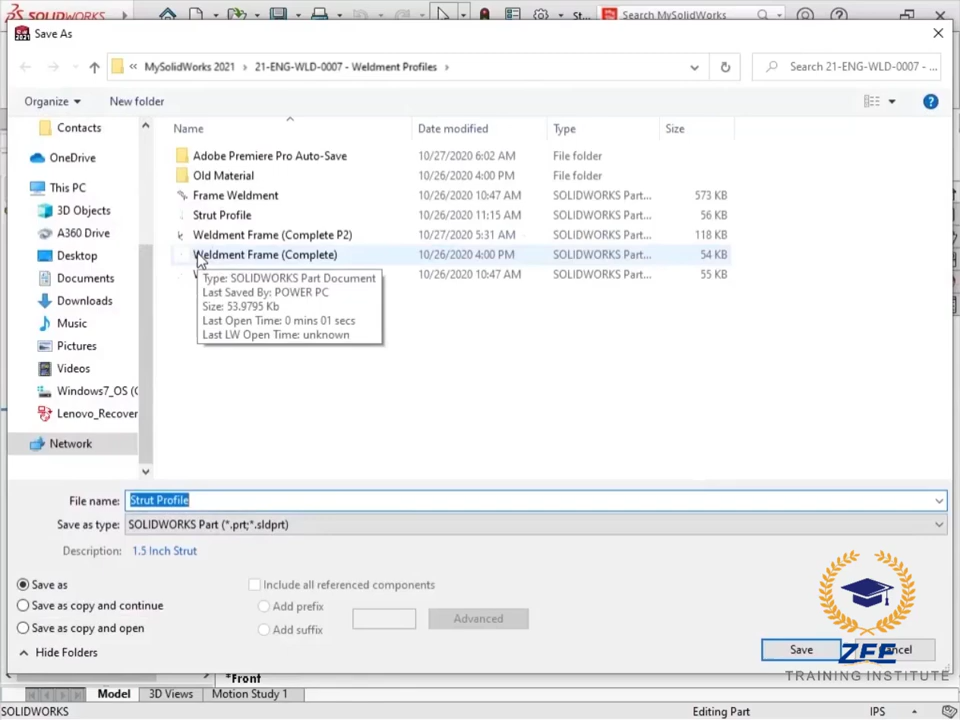 SOLIDWORKS
St...
Search MySolidWorks
Save As
« MySolidWorks 2021 › 21-ENG-WLD-0007 - Weldment Profiles ›
Search 21-ENG-WLD-0007 - ...
Organize
New folder
Name
Date modified
Type
Size
Contacts
OneDrive
This PC
3D Objects
A360 Drive
Desktop
Documents
Downloads
Music
Pictures
Videos
Windows7_OS (C
Lenovo_Recover
Network
Adobe Premiere Pro Auto-Save 10/27/2020 6:02 AM File folder
Old Material 10/26/2020 4:00 PM File folder
Frame Weldment 10/26/2020 10:47 AM SOLIDWORKS Part... 573 KB
Strut Profile 10/26/2020 11:15 AM SOLIDWORKS Part... 56 KB
Weldment Frame (Complete P2) 10/27/2020 5:31 AM SOLIDWORKS Part... 118 KB
Weldment Frame (Complete) 10/26/2020 4:00 PM SOLIDWORKS Part... 54 KB
10/26/2020 10:47 AM SOLIDWORKS Part... 55 KB
Type: SOLIDWORKS Part Document
Last Saved By: POWER PC
Size: 53.9795 Kb
Last Open Time: 0 mins 01 secs
Last LW Open Time: unknown
File name: Strut Profile
Save as type: SOLIDWORKS Part (*.prt;*.sldprt)
Description: 1.5 Inch Strut
Save as
Save as copy and continue
Save as copy and open
Include all referenced components
Add prefix
Add suffix
Advanced
Hide Folders
Save
ZEE
TRAINING INSTITUTE
*Front
Model
3D Views
Motion Study 1
SOLIDWORKS
Editing Part
IPS